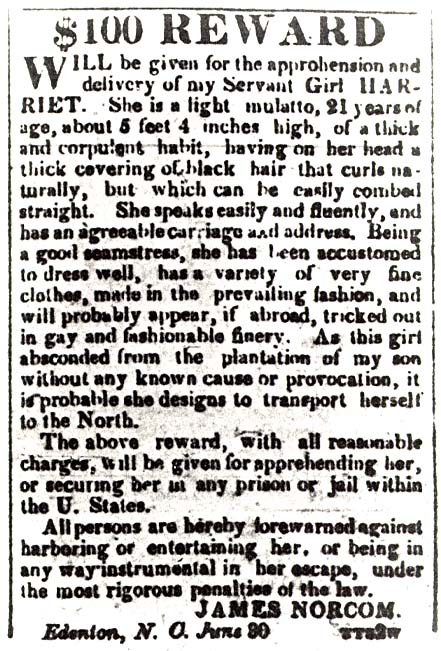 $100 REWARD
WILL be given for the approhension and
delivery of my Servant Girl HAR-
RIET. She is a light mulatto, 21 years of
age, about 5 feet 4 inches high, of a thick
and corpulent habit, having on her head a
thick covering of black hair that curls na-
turally, but which can be easily combed
straight. She speaks easily and fluently, and
has an agreeable carriage and address. Being
a good seamstress, she has been accustomed
to dress well, has a variety of very fine
clothes, made in the prevailing fashion, and
will probably appear, if abroad, tricked out
in gay and fashionable finery. As this girl
absconded from the plantation of my son
without any known cause or provocation, it
is probable she designs to transport herself
to the North.
The above reward, with all reasonable
charges, will be given for apprehending her,
or securing her in any prison or jail within
the U. States.
All persons are hereby forewarned against
harboring or entertaining her, or being in
any way instrumental in her escape, under
the most rigorous penalties of the law.
JAMES NORCOM.
Edenton, N. C. June 30